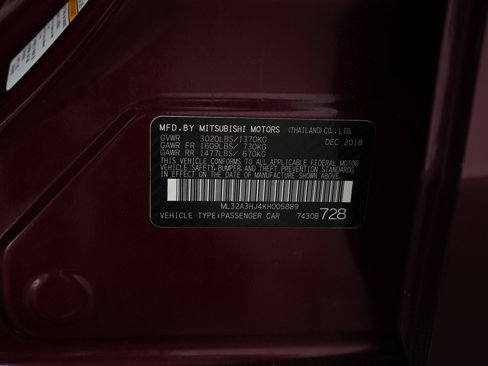 MFD.BY MITSUBISHI MOTORS (THAILAND)CO.,LTD.
GVWR 3020LBS/1370KG DEC 2018
GAWR FR 1609LBS/ 730KG
GAWR RR 1477LBS/ 670KG
THIS VEHICLE CONFORMS TO ALL APPLICABLE FEDERAL MOTOR
VEHICLE SAFETY, BUMPER, AND THEFT PREVENTION STANDARDS
IN EFFECT ON THE DATE OF MANUFACTURE SHOWN ABOVE.
ML32A3HJ4KH005889
VEHICLE TYPE:PASSENGER CAR 7430B 728